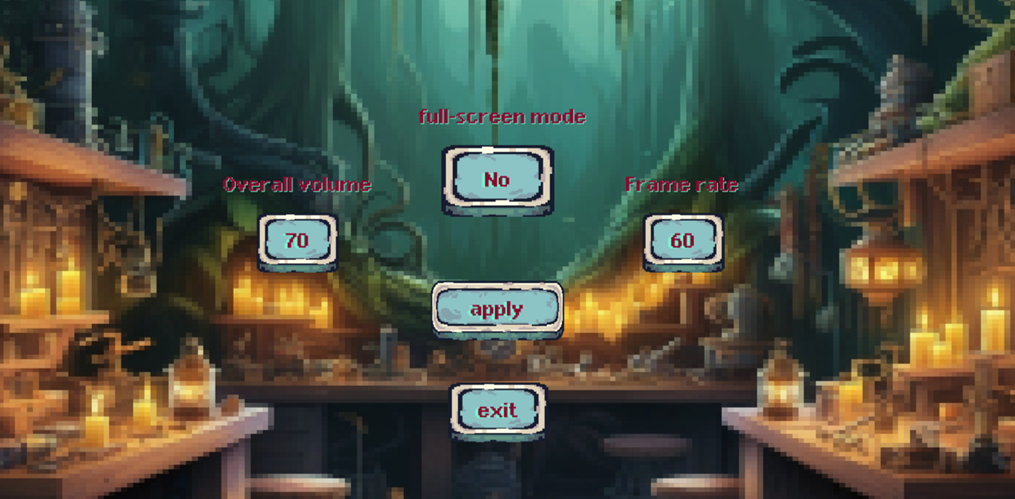 full-screen mode
No
Overall volume
70
Frame rate
60
apply
exit